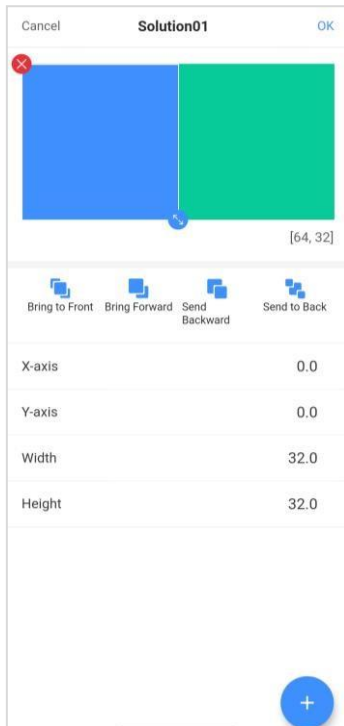 Cancel Solution01 OK
[64, 32]
Bring to Front Bring Forward Send Backward Send to Back
X-axis 0.0
Y-axis 0.0
Width 32.0
Height 32.0
+